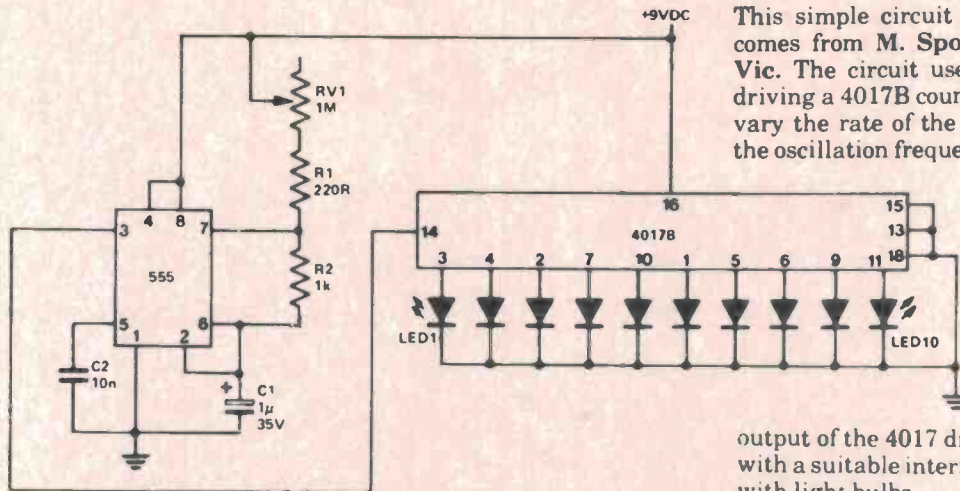 +9VDC
This simple circuit
comes from M. Spo
Vic. The circuit use
driving a 4017B coun
vary the rate of the
the oscillation freque
RV1
1M
R1
220R
4 8
3 7
555
R2
1k
5 1 2 6
C2
10n
+ C1
1µ
35V
16
15
14 4017B 13
18
3 4 2 7 10 1 5 6 9 11
LED1 LED10
output of the 4017 d
with a suitable inter
with light bulbs